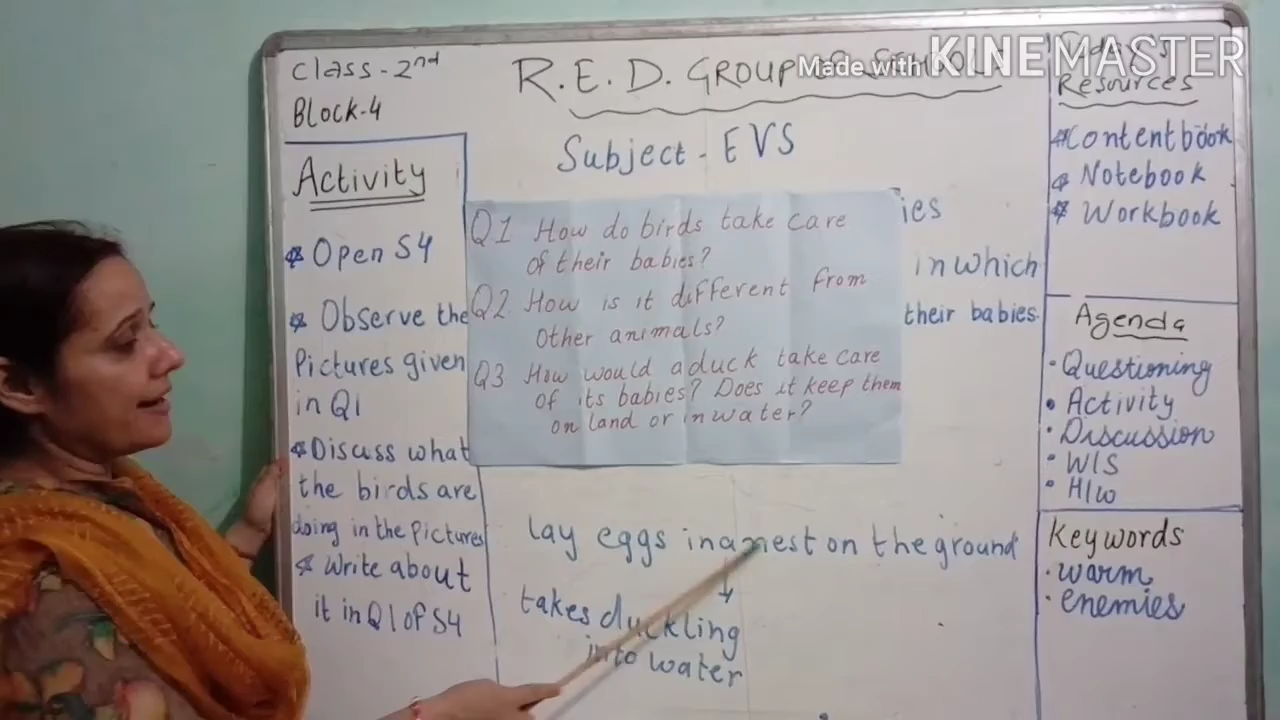 Class-2nd
Block-4
R.E.D. GROUP OF SCHOOL
Made with KINEMASTER
Subject - EVS
Activity
* Open S4
* Observe the
Pictures given
in Q1
* Discuss what
the birds are
doing in the Pictures
* Write about
it in Q1 of S4
Q1 How do birds take care
of their babies?
Q2. How is it different from
other animals?
Q3 How would a duck take care
of its babies? Does it keep them
on land or in water?
ies
in which
their babies.
lay eggs in a nest on the ground
↓
takes duckling
into water
Today's
Resources
* Contentbook
* Notebook
* Workbook
Agenda
• Questioning
• Activity
• Discussion
• W/S
• H/w
Keywords
• warm
• enemies